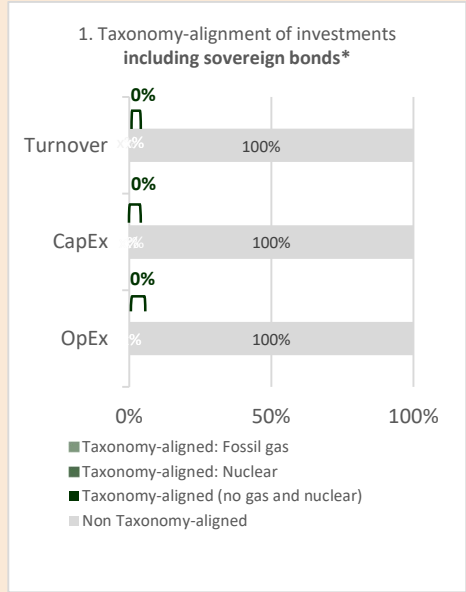 1. Taxonomy-alignment of investments
including sovereign bonds*
0%
Turnover
100%
0%
CapEx
100%
0%
OpEx
%
100%
0% 50% 100%
Taxonomy-aligned: Fossil gas
Taxonomy-aligned: Nuclear
Taxonomy-aligned (no gas and nuclear)
Non Taxonomy-aligned